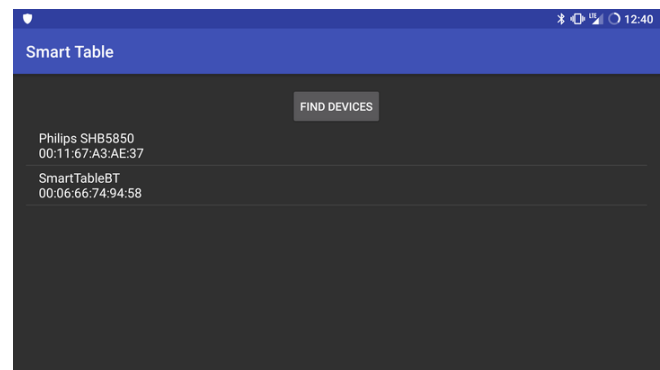 LTE 12:40
Smart Table
FIND DEVICES
Philips SHB5850
00:11:67:A3:AE:37
SmartTableBT
00:06:66:74:94:58